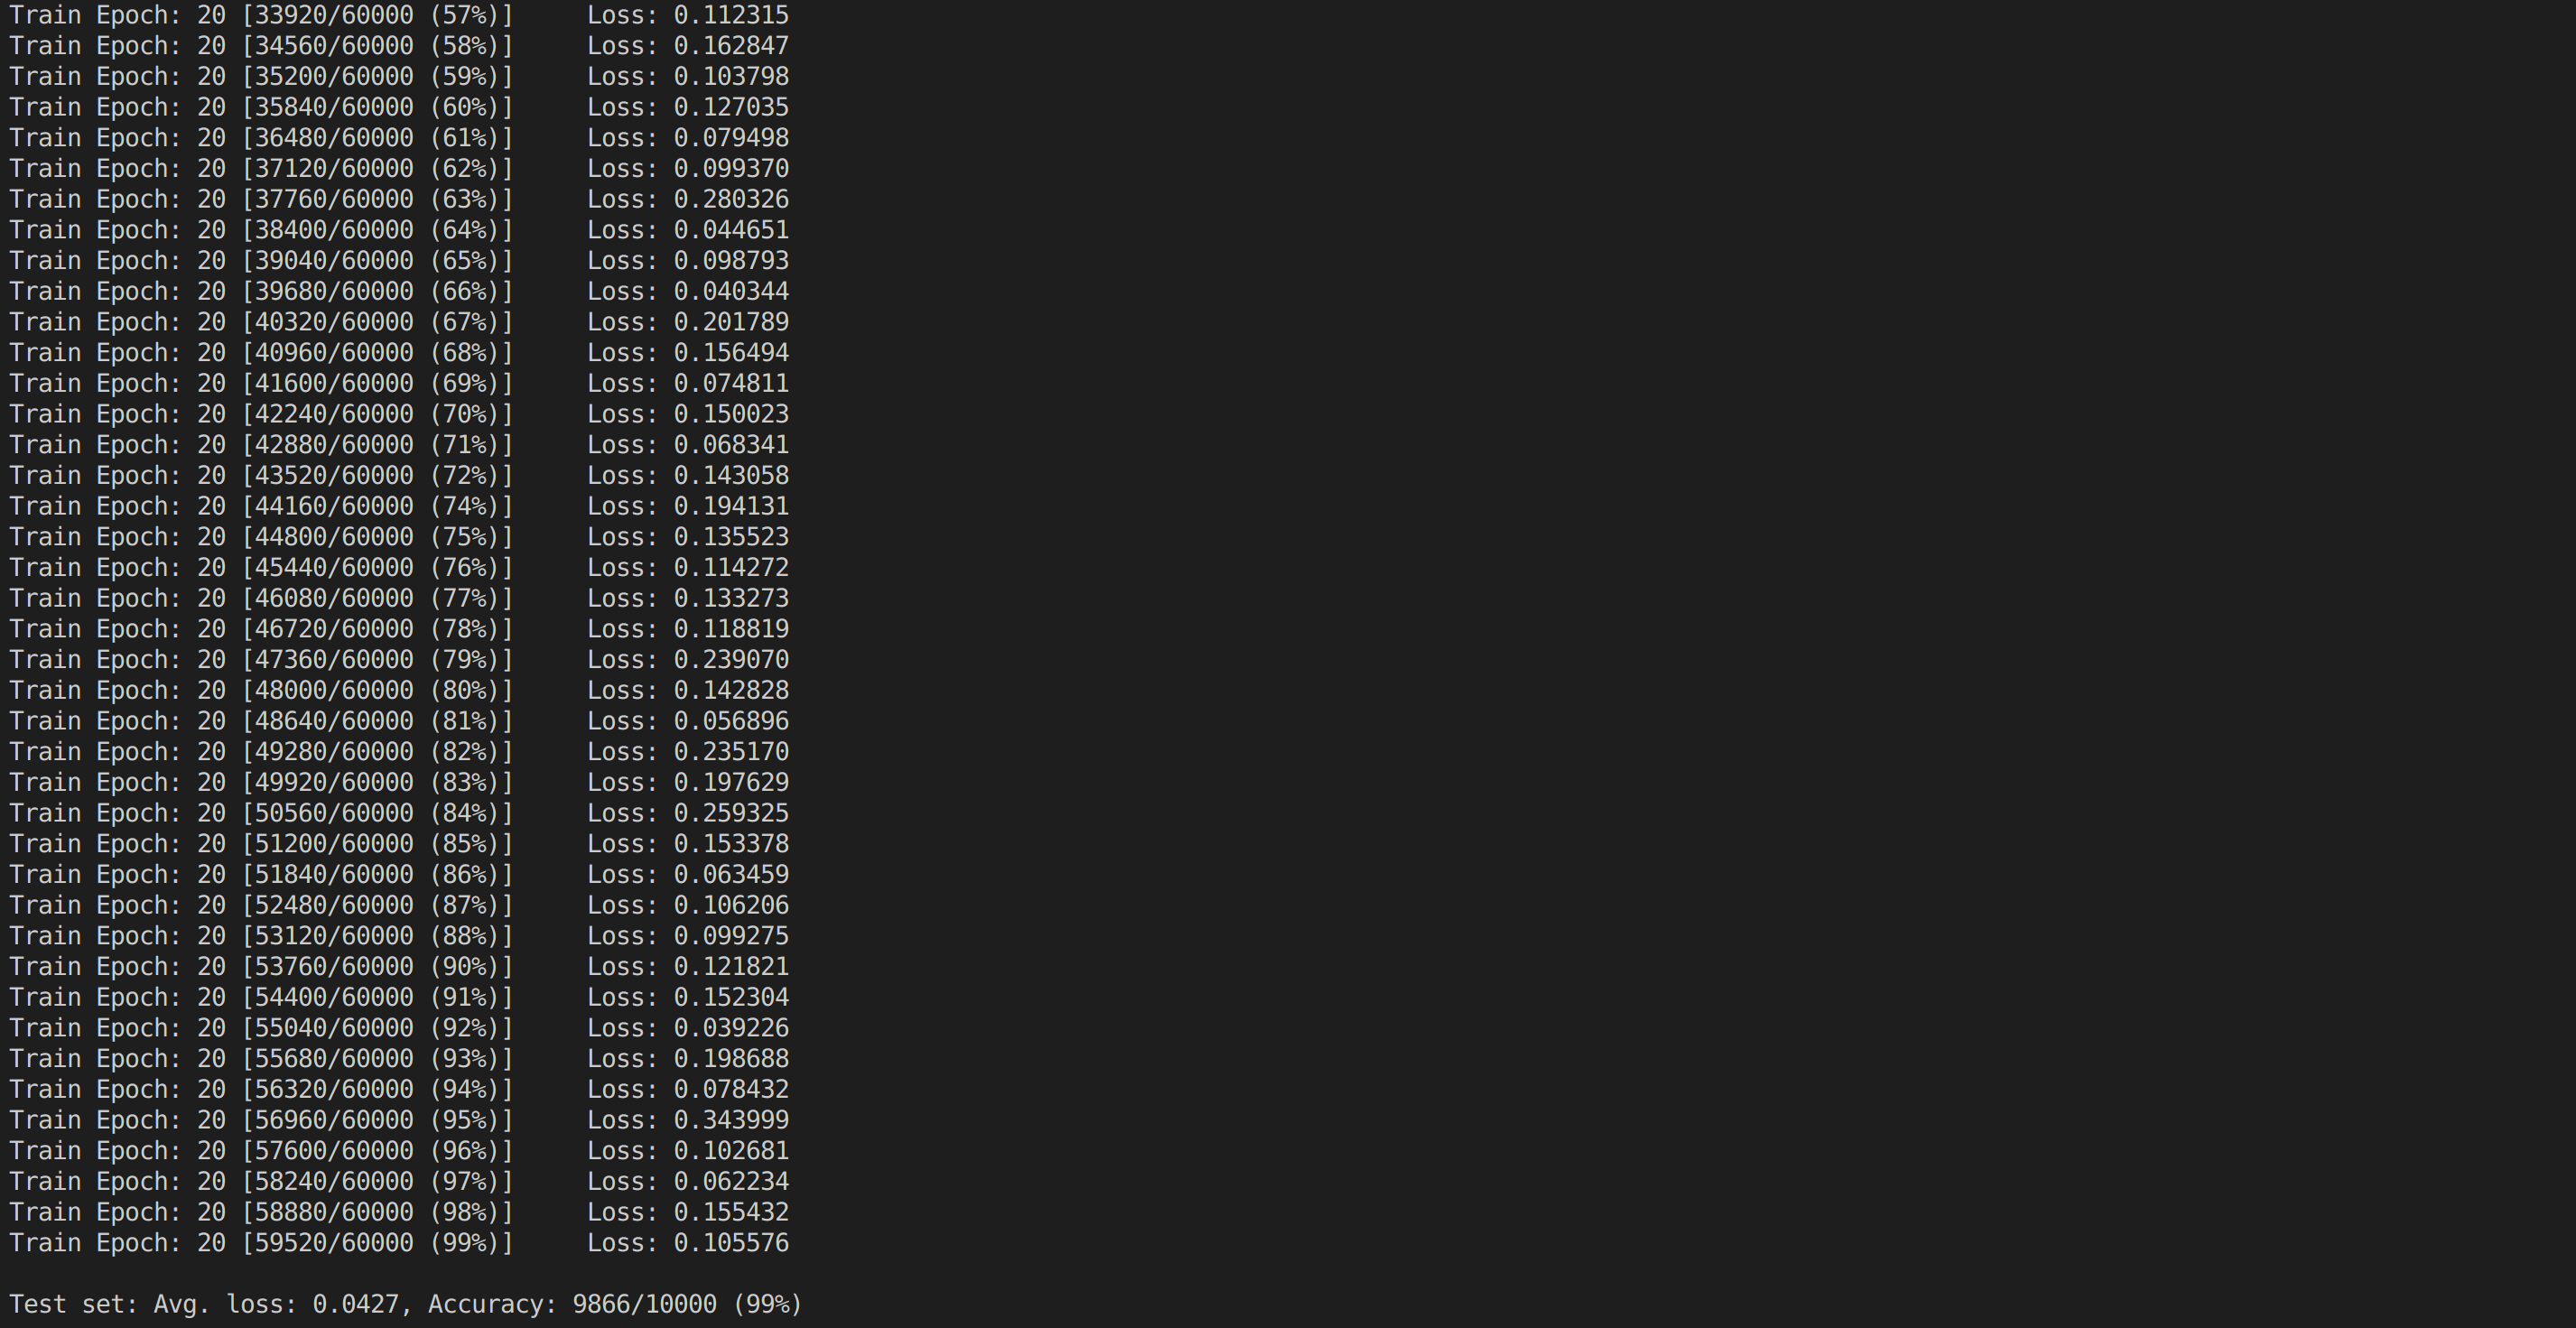 Train Epoch: 20 [33920/60000 (57%)]     Loss: 0.112315
Train Epoch: 20 [34560/60000 (58%)]     Loss: 0.162847
Train Epoch: 20 [35200/60000 (59%)]     Loss: 0.103798
Train Epoch: 20 [35840/60000 (60%)]     Loss: 0.127035
Train Epoch: 20 [36480/60000 (61%)]     Loss: 0.079498
Train Epoch: 20 [37120/60000 (62%)]     Loss: 0.099370
Train Epoch: 20 [37760/60000 (63%)]     Loss: 0.280326
Train Epoch: 20 [38400/60000 (64%)]     Loss: 0.044651
Train Epoch: 20 [39040/60000 (65%)]     Loss: 0.098793
Train Epoch: 20 [39680/60000 (66%)]     Loss: 0.040344
Train Epoch: 20 [40320/60000 (67%)]     Loss: 0.201789
Train Epoch: 20 [40960/60000 (68%)]     Loss: 0.156494
Train Epoch: 20 [41600/60000 (69%)]     Loss: 0.074811
Train Epoch: 20 [42240/60000 (70%)]     Loss: 0.150023
Train Epoch: 20 [42880/60000 (71%)]     Loss: 0.068341
Train Epoch: 20 [43520/60000 (72%)]     Loss: 0.143058
Train Epoch: 20 [44160/60000 (74%)]     Loss: 0.194131
Train Epoch: 20 [44800/60000 (75%)]     Loss: 0.135523
Train Epoch: 20 [45440/60000 (76%)]     Loss: 0.114272
Train Epoch: 20 [46080/60000 (77%)]     Loss: 0.133273
Train Epoch: 20 [46720/60000 (78%)]     Loss: 0.118819
Train Epoch: 20 [47360/60000 (79%)]     Loss: 0.239070
Train Epoch: 20 [48000/60000 (80%)]     Loss: 0.142828
Train Epoch: 20 [48640/60000 (81%)]     Loss: 0.056896
Train Epoch: 20 [49280/60000 (82%)]     Loss: 0.235170
Train Epoch: 20 [49920/60000 (83%)]     Loss: 0.197629
Train Epoch: 20 [50560/60000 (84%)]     Loss: 0.259325
Train Epoch: 20 [51200/60000 (85%)]     Loss: 0.153378
Train Epoch: 20 [51840/60000 (86%)]     Loss: 0.063459
Train Epoch: 20 [52480/60000 (87%)]     Loss: 0.106206
Train Epoch: 20 [53120/60000 (88%)]     Loss: 0.099275
Train Epoch: 20 [53760/60000 (90%)]     Loss: 0.121821
Train Epoch: 20 [54400/60000 (91%)]     Loss: 0.152304
Train Epoch: 20 [55040/60000 (92%)]     Loss: 0.039226
Train Epoch: 20 [55680/60000 (93%)]     Loss: 0.198688
Train Epoch: 20 [56320/60000 (94%)]     Loss: 0.078432
Train Epoch: 20 [56960/60000 (95%)]     Loss: 0.343999
Train Epoch: 20 [57600/60000 (96%)]     Loss: 0.102681
Train Epoch: 20 [58240/60000 (97%)]     Loss: 0.062234
Train Epoch: 20 [58880/60000 (98%)]     Loss: 0.155432
Train Epoch: 20 [59520/60000 (99%)]     Loss: 0.105576
Test set: Avg. loss: 0.0427, Accuracy: 9866/10000 (99%)